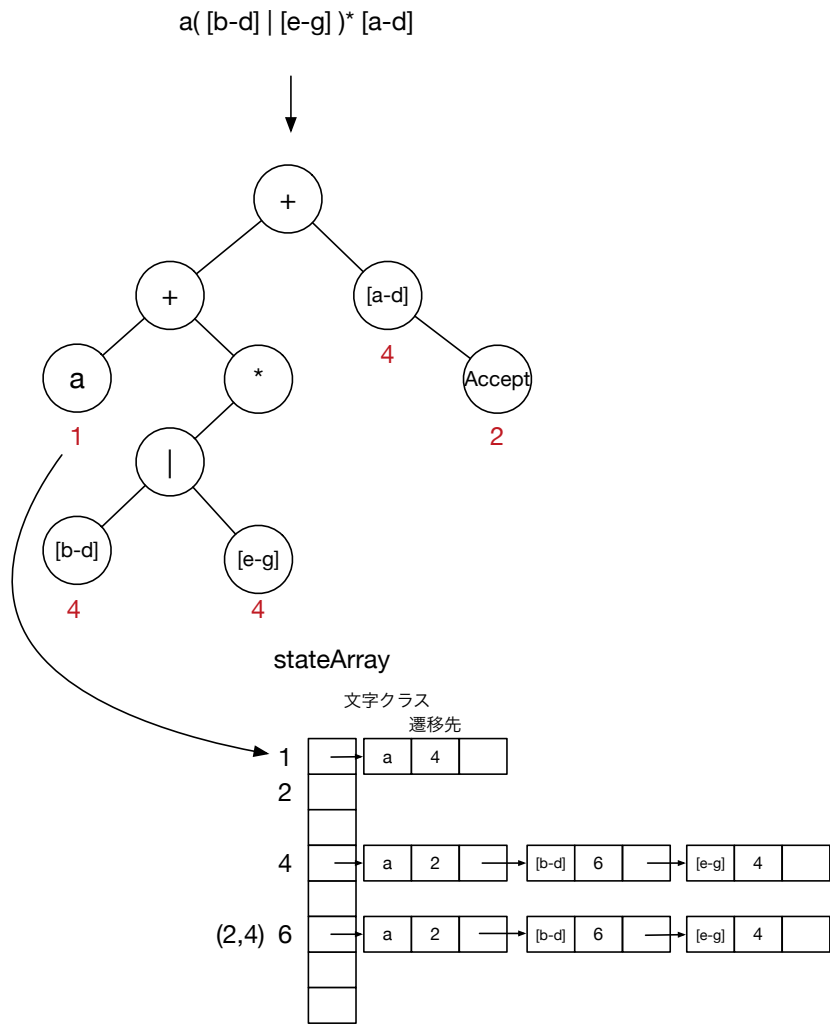 a( [b-d] | [e-g] )* [a-d]
+
+
[a-d]
4
a
*
Accept
1
2
|
[b-d]
[e-g]
4
4
stateArray
文字クラス
遷移先
1
a
4
2
4
a
2
[b-d]
6
[e-g]
4
(2,4) 6
a
2
[b-d]
6
[e-g]
4